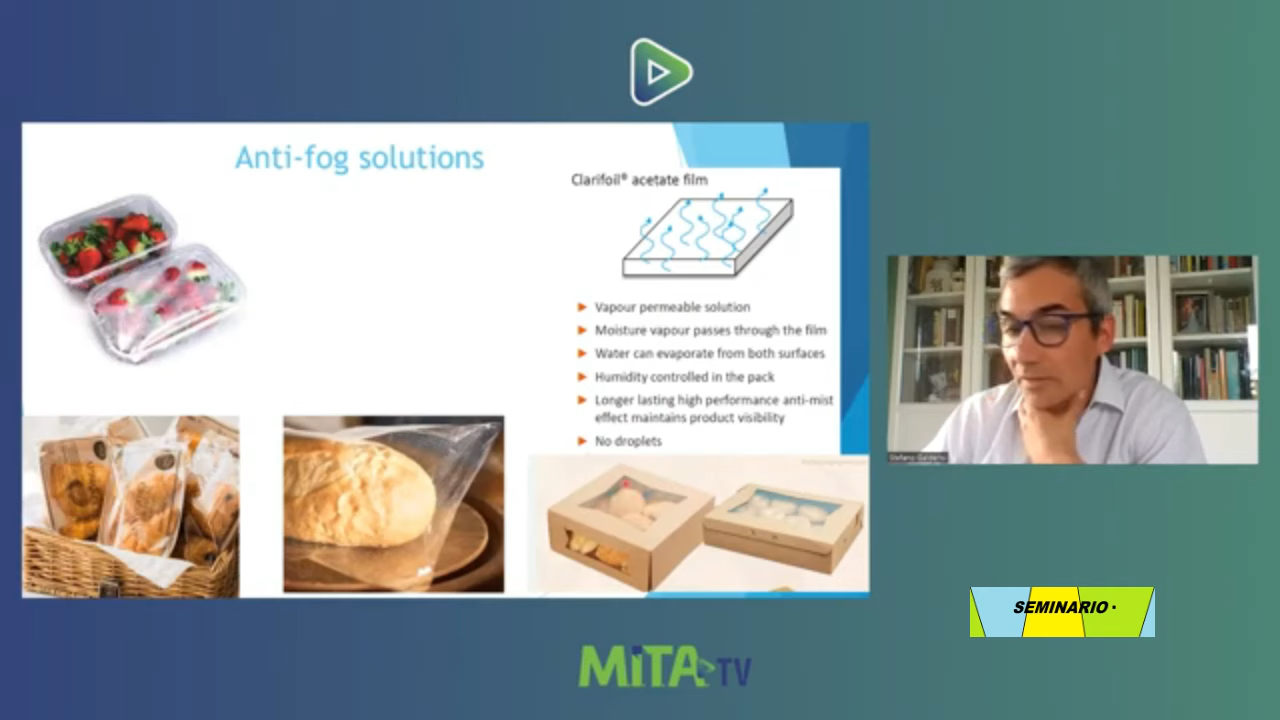 Anti-fog solutions
Clarifoil® acetate film
Vapour permeable solution
Moisture vapour passes through the film
Water can evaporate from both surfaces
Humidity controlled in the pack
Longer lasting high performance anti-mist
effect maintains product visibility
No droplets
SEMINARIO ·
MiTA TV